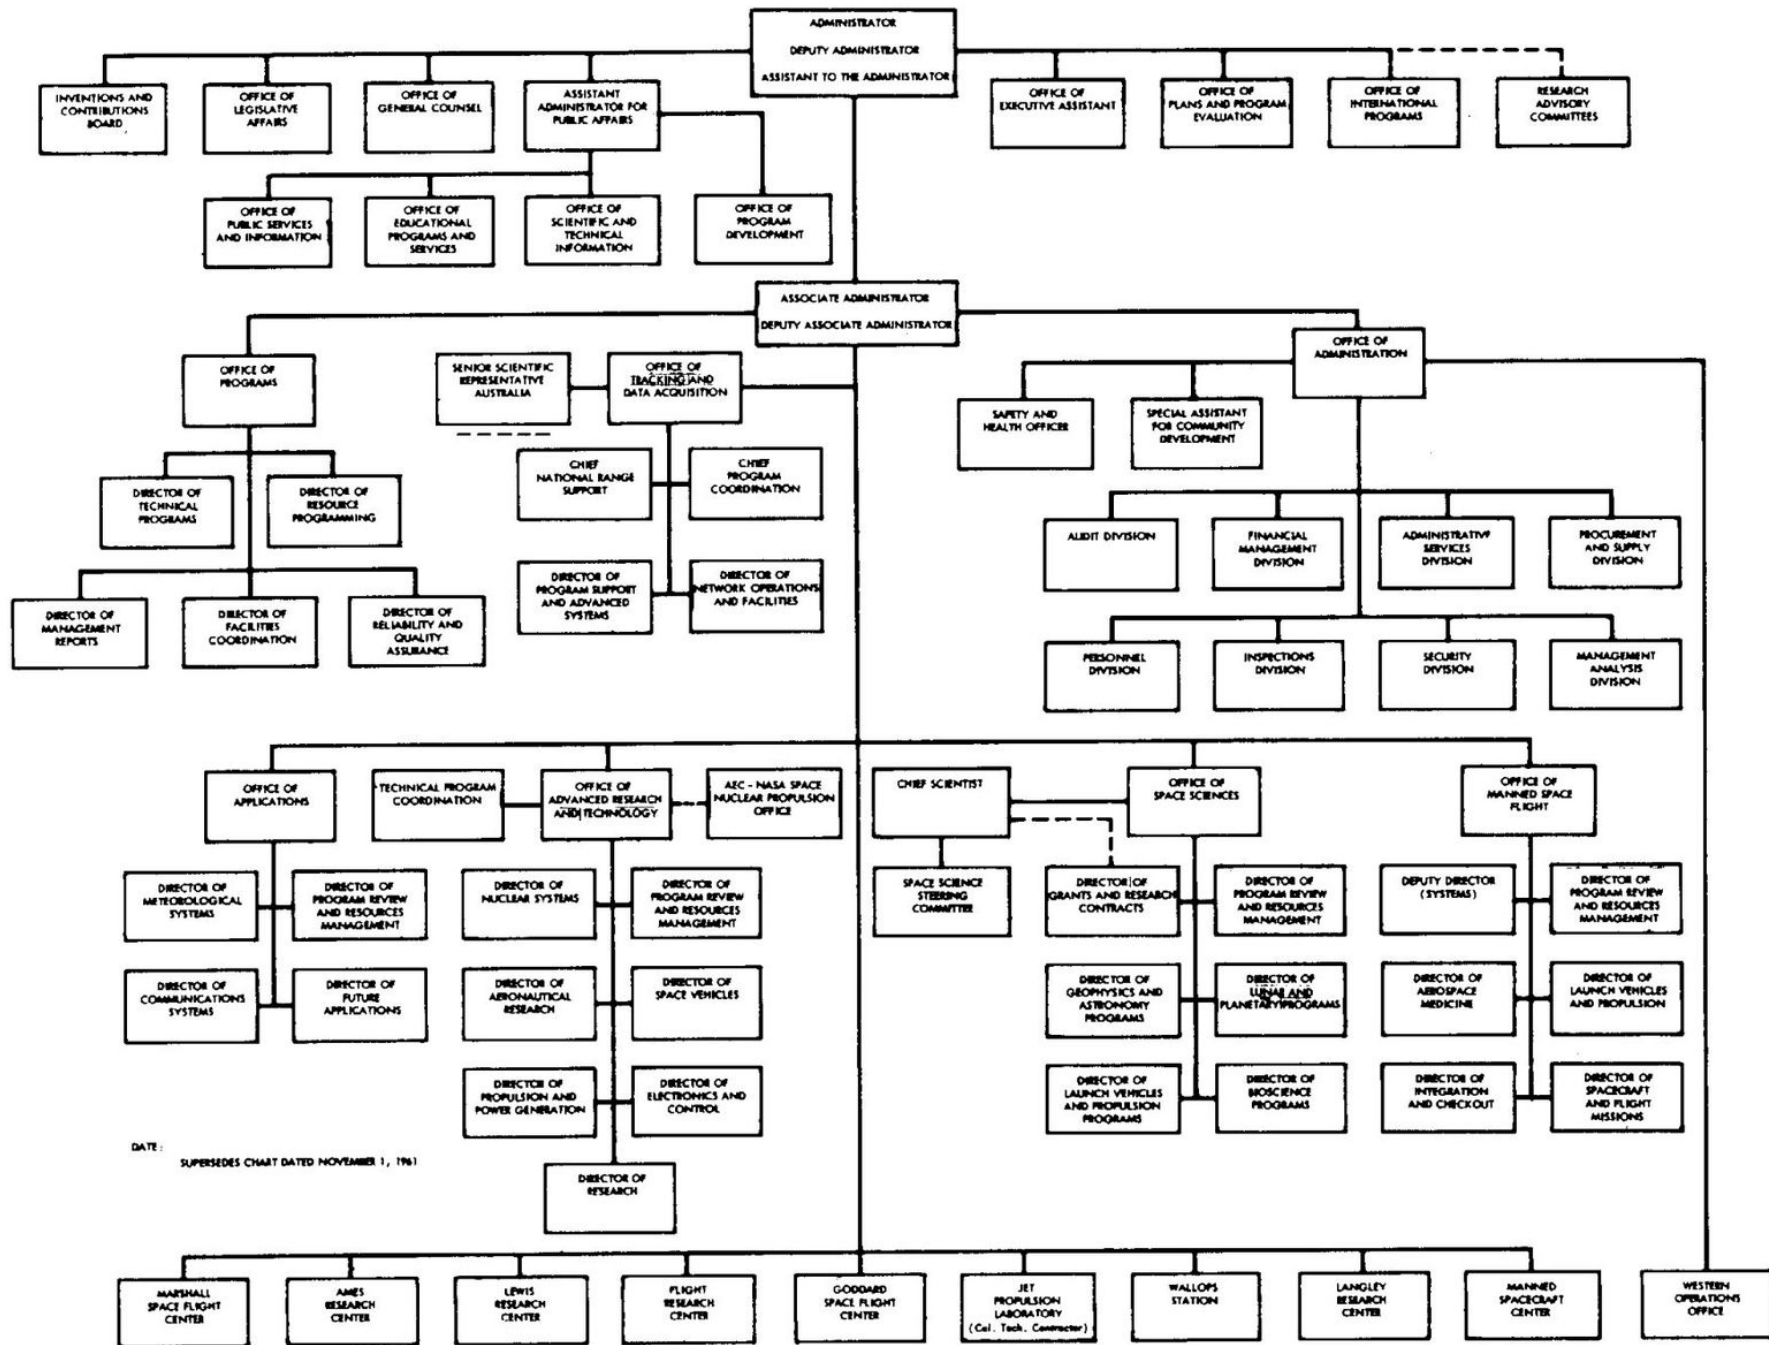 ADMINISTRATOR
DEPUTY ADMINISTRATOR
ASSISTANT TO THE ADMINISTRATOR
INVENTIONS AND
CONTRIBUTIONS
BOARD
OFFICE OF
LEGISLATIVE
AFFAIRS
OFFICE OF
GENERAL COUNSEL
ASSISTANT
ADMINISTRATOR FOR
PUBLIC AFFAIRS
OFFICE OF
EXECUTIVE ASSISTANT
OFFICE OF
PLANS AND PROGRAM
EVALUATION
OFFICE OF
INTERNATIONAL
PROGRAMS
RESEARCH
ADVISORY
COMMITTEES
OFFICE OF
PUBLIC SERVICES
AND INFORMATION
OFFICE OF
EDUCATIONAL
PROGRAMS AND
SERVICES
OFFICE OF
SCIENTIFIC AND
TECHNICAL
INFORMATION
OFFICE OF
PROGRAM
DEVELOPMENT
ASSOCIATE ADMINISTRATOR
DEPUTY ASSOCIATE ADMINISTRATOR
OFFICE OF
PROGRAMS
SENIOR SCIENTIFIC
REPRESENTATIVE
AUSTRALIA
OFFICE OF
TRACKING AND
DATA ACQUISITION
OFFICE OF
ADMINISTRATION
SAFETY AND
HEALTH OFFICER
SPECIAL ASSISTANT
FOR COMMUNITY
DEVELOPMENT
DIRECTOR OF
TECHNICAL
PROGRAMS
DIRECTOR OF
RESOURCE
PROGRAMMING
CHIEF
NATIONAL RANGE
SUPPORT
CHIEF
PROGRAM
COORDINATION
AUDIT DIVISION
FINANCIAL
MANAGEMENT
DIVISION
ADMINISTRATIVE
SERVICES
DIVISION
PROCUREMENT
AND SUPPLY
DIVISION
DIRECTOR OF
MANAGEMENT
REPORTS
DIRECTOR OF
FACILITIES
COORDINATION
DIRECTOR OF
RELIABILITY AND
QUALITY
ASSURANCE
DIRECTOR OF
PROGRAM SUPPORT
AND ADVANCED
SYSTEMS
DIRECTOR OF
NETWORK OPERATIONS
AND FACILITIES
PERSONNEL
DIVISION
INSPECTIONS
DIVISION
SECURITY
DIVISION
MANAGEMENT
ANALYSIS
DIVISION
OFFICE OF
APPLICATIONS
TECHNICAL PROGRAM
COORDINATION
OFFICE OF
ADVANCED RESEARCH
AND TECHNOLOGY
AEC - NASA SPACE
NUCLEAR PROPULSION
OFFICE
CHIEF SCIENTIST
OFFICE OF
SPACE SCIENCES
OFFICE OF
MANNED SPACE
FLIGHT
DIRECTOR OF
METEOROLOGICAL
SYSTEMS
DIRECTOR OF
PROGRAM REVIEW
AND RESOURCES
MANAGEMENT
DIRECTOR OF
NUCLEAR SYSTEMS
DIRECTOR OF
PROGRAM REVIEW
AND RESOURCES
MANAGEMENT
SPACE SCIENCE
STEERING
COMMITTEE
DIRECTOR OF
GRANTS AND RESEARCH
CONTRACTS
DIRECTOR OF
PROGRAM REVIEW
AND RESOURCES
MANAGEMENT
DEPUTY DIRECTOR
(SYSTEMS)
DIRECTOR OF
PROGRAM REVIEW
AND RESOURCES
MANAGEMENT
DIRECTOR OF
COMMUNICATIONS
SYSTEMS
DIRECTOR OF
FUTURE
APPLICATIONS
DIRECTOR OF
AERONAUTICAL
RESEARCH
DIRECTOR OF
SPACE VEHICLES
DIRECTOR OF
GEOPHYSICS AND
ASTRONOMY
PROGRAMS
DIRECTOR OF
LUNAR AND
PLANETARY PROGRAMS
DIRECTOR OF
AEROSPACE
MEDICINE
DIRECTOR OF
LAUNCH VEHICLES
AND PROPULSION
DIRECTOR OF
PROPULSION AND
POWER GENERATION
DIRECTOR OF
ELECTRONICS AND
CONTROL
DIRECTOR OF
LAUNCH VEHICLES
AND PROPULSION
PROGRAMS
DIRECTOR OF
BIOSCIENCE
PROGRAMS
DIRECTOR OF
INTEGRATION
AND CHECKOUT
DIRECTOR OF
SPACECRAFT
AND FLIGHT
MISSIONS
DATE:
SUPERSEDES CHART DATED NOVEMBER 1, 1961
DIRECTOR OF
RESEARCH
MARSHALL
SPACE FLIGHT
CENTER
AMES
RESEARCH
CENTER
LEWIS
RESEARCH
CENTER
FLIGHT
RESEARCH
CENTER
GODDARD
SPACE FLIGHT
CENTER
JET
PROPULSION
LABORATORY
(Cal. Tech. Contractor)
WALLOPS
STATION
LANGLEY
RESEARCH
CENTER
MANNED
SPACECRAFT
CENTER
WESTERN
OPERATIONS
OFFICE